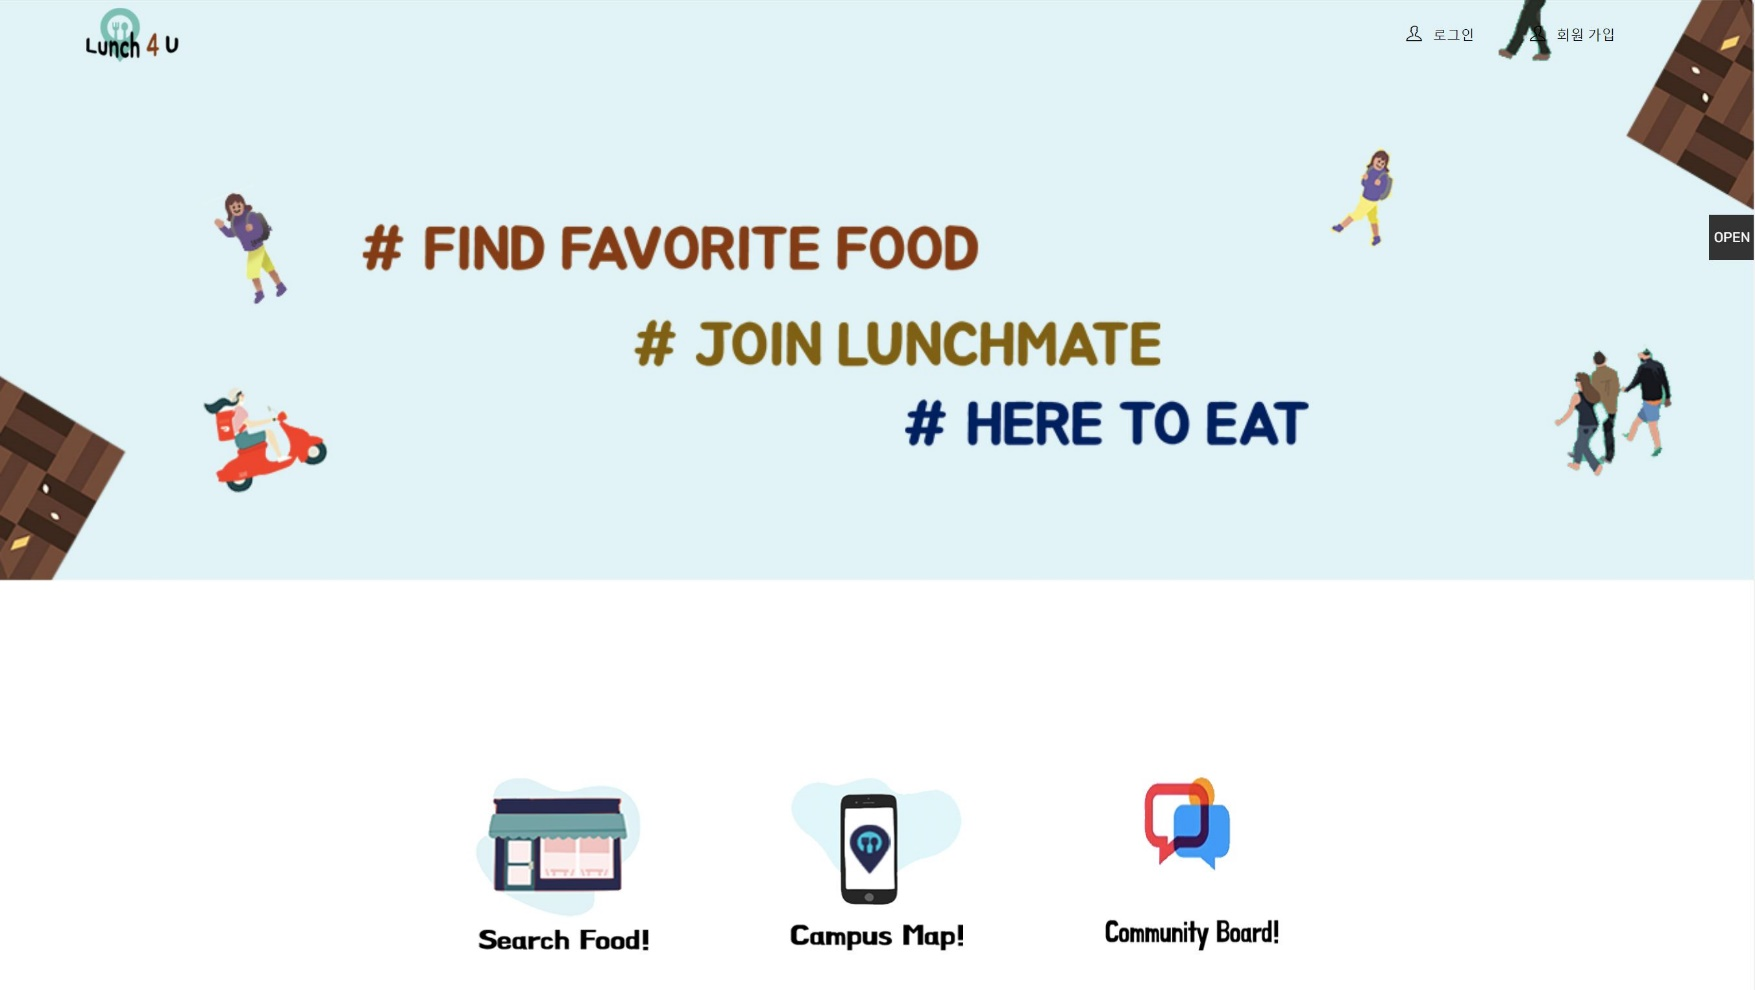 Lunch 4 U
로그인
회원 가입
OPEN
# FIND FAVORITE FOOD
# JOIN LUNCHMATE
# HERE TO EAT
Search Food!
Campus Map!
Community Board!